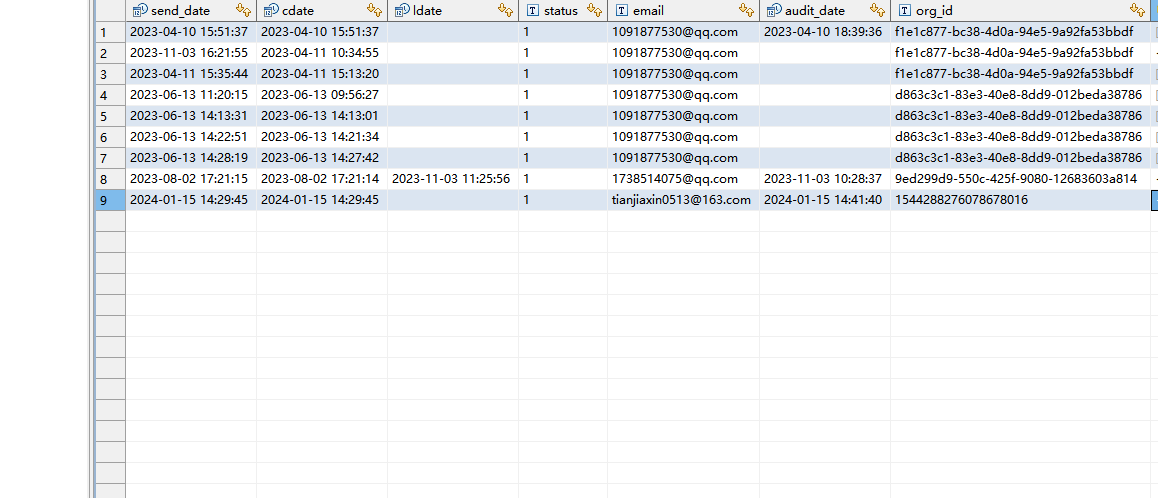 send_date cdate ldate status email audit_date org_id
1 2023-04-10 15:51:37 2023-04-10 15:51:37 1 1091877530@qq.com 2023-04-10 18:39:36 f1e1c877-bc38-4d0a-94e5-9a92fa53bbdf
2 2023-11-03 16:21:55 2023-04-11 10:34:55 1 1091877530@qq.com f1e1c877-bc38-4d0a-94e5-9a92fa53bbdf
3 2023-04-11 15:35:44 2023-04-11 15:13:20 1 1091877530@qq.com f1e1c877-bc38-4d0a-94e5-9a92fa53bbdf
4 2023-06-13 11:20:15 2023-06-13 09:56:27 1 1091877530@qq.com d863c3c1-83e3-40e8-8dd9-012beda38786
5 2023-06-13 14:13:31 2023-06-13 14:13:01 1 1091877530@qq.com d863c3c1-83e3-40e8-8dd9-012beda38786
6 2023-06-13 14:22:51 2023-06-13 14:21:34 1 1091877530@qq.com d863c3c1-83e3-40e8-8dd9-012beda38786
7 2023-06-13 14:28:19 2023-06-13 14:27:42 1 1091877530@qq.com d863c3c1-83e3-40e8-8dd9-012beda38786
8 2023-08-02 17:21:15 2023-08-02 17:21:14 2023-11-03 11:25:56 1 1738514075@qq.com 2023-11-03 10:28:37 9ed299d9-550c-425f-9080-12683603a814
9 2024-01-15 14:29:45 2024-01-15 14:29:45 1 tianjiaxin0513@163.com 2024-01-15 14:41:40 1544288276078678016